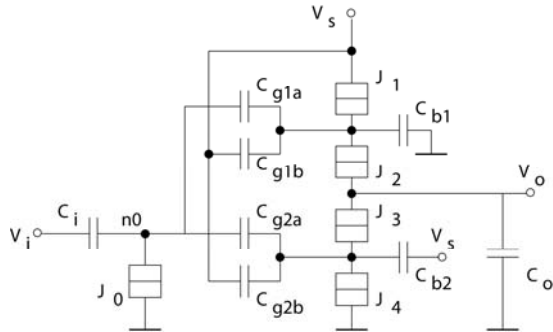 V s
J 1
C g1a
C b1
C g1b
J 2
V o
C i
n0
C g2a
J 3
V s
V i
J 0
C g2b
C b2
J 4
C o